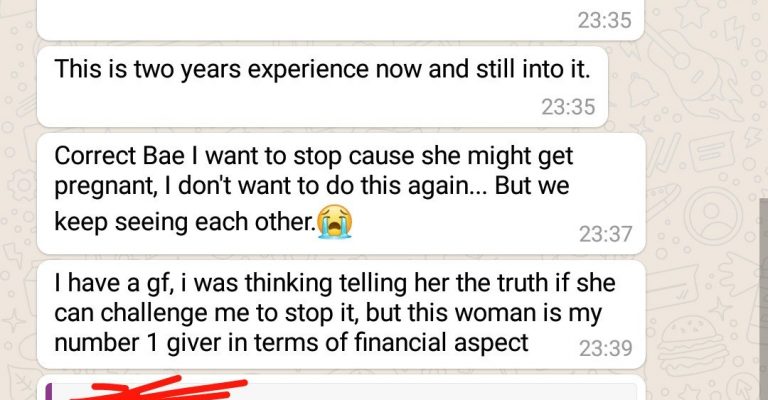 23:35
This is two years experience now and still into it.
23:35
Correct Bae I want to stop cause she might get
pregnant, I don't want to do this again... But we
keep seeing each other.😭
23:37
I have a gf, i was thinking telling her the truth if she
can challenge me to stop it, but this woman is my
number 1 giver in terms of financial aspect
23:39